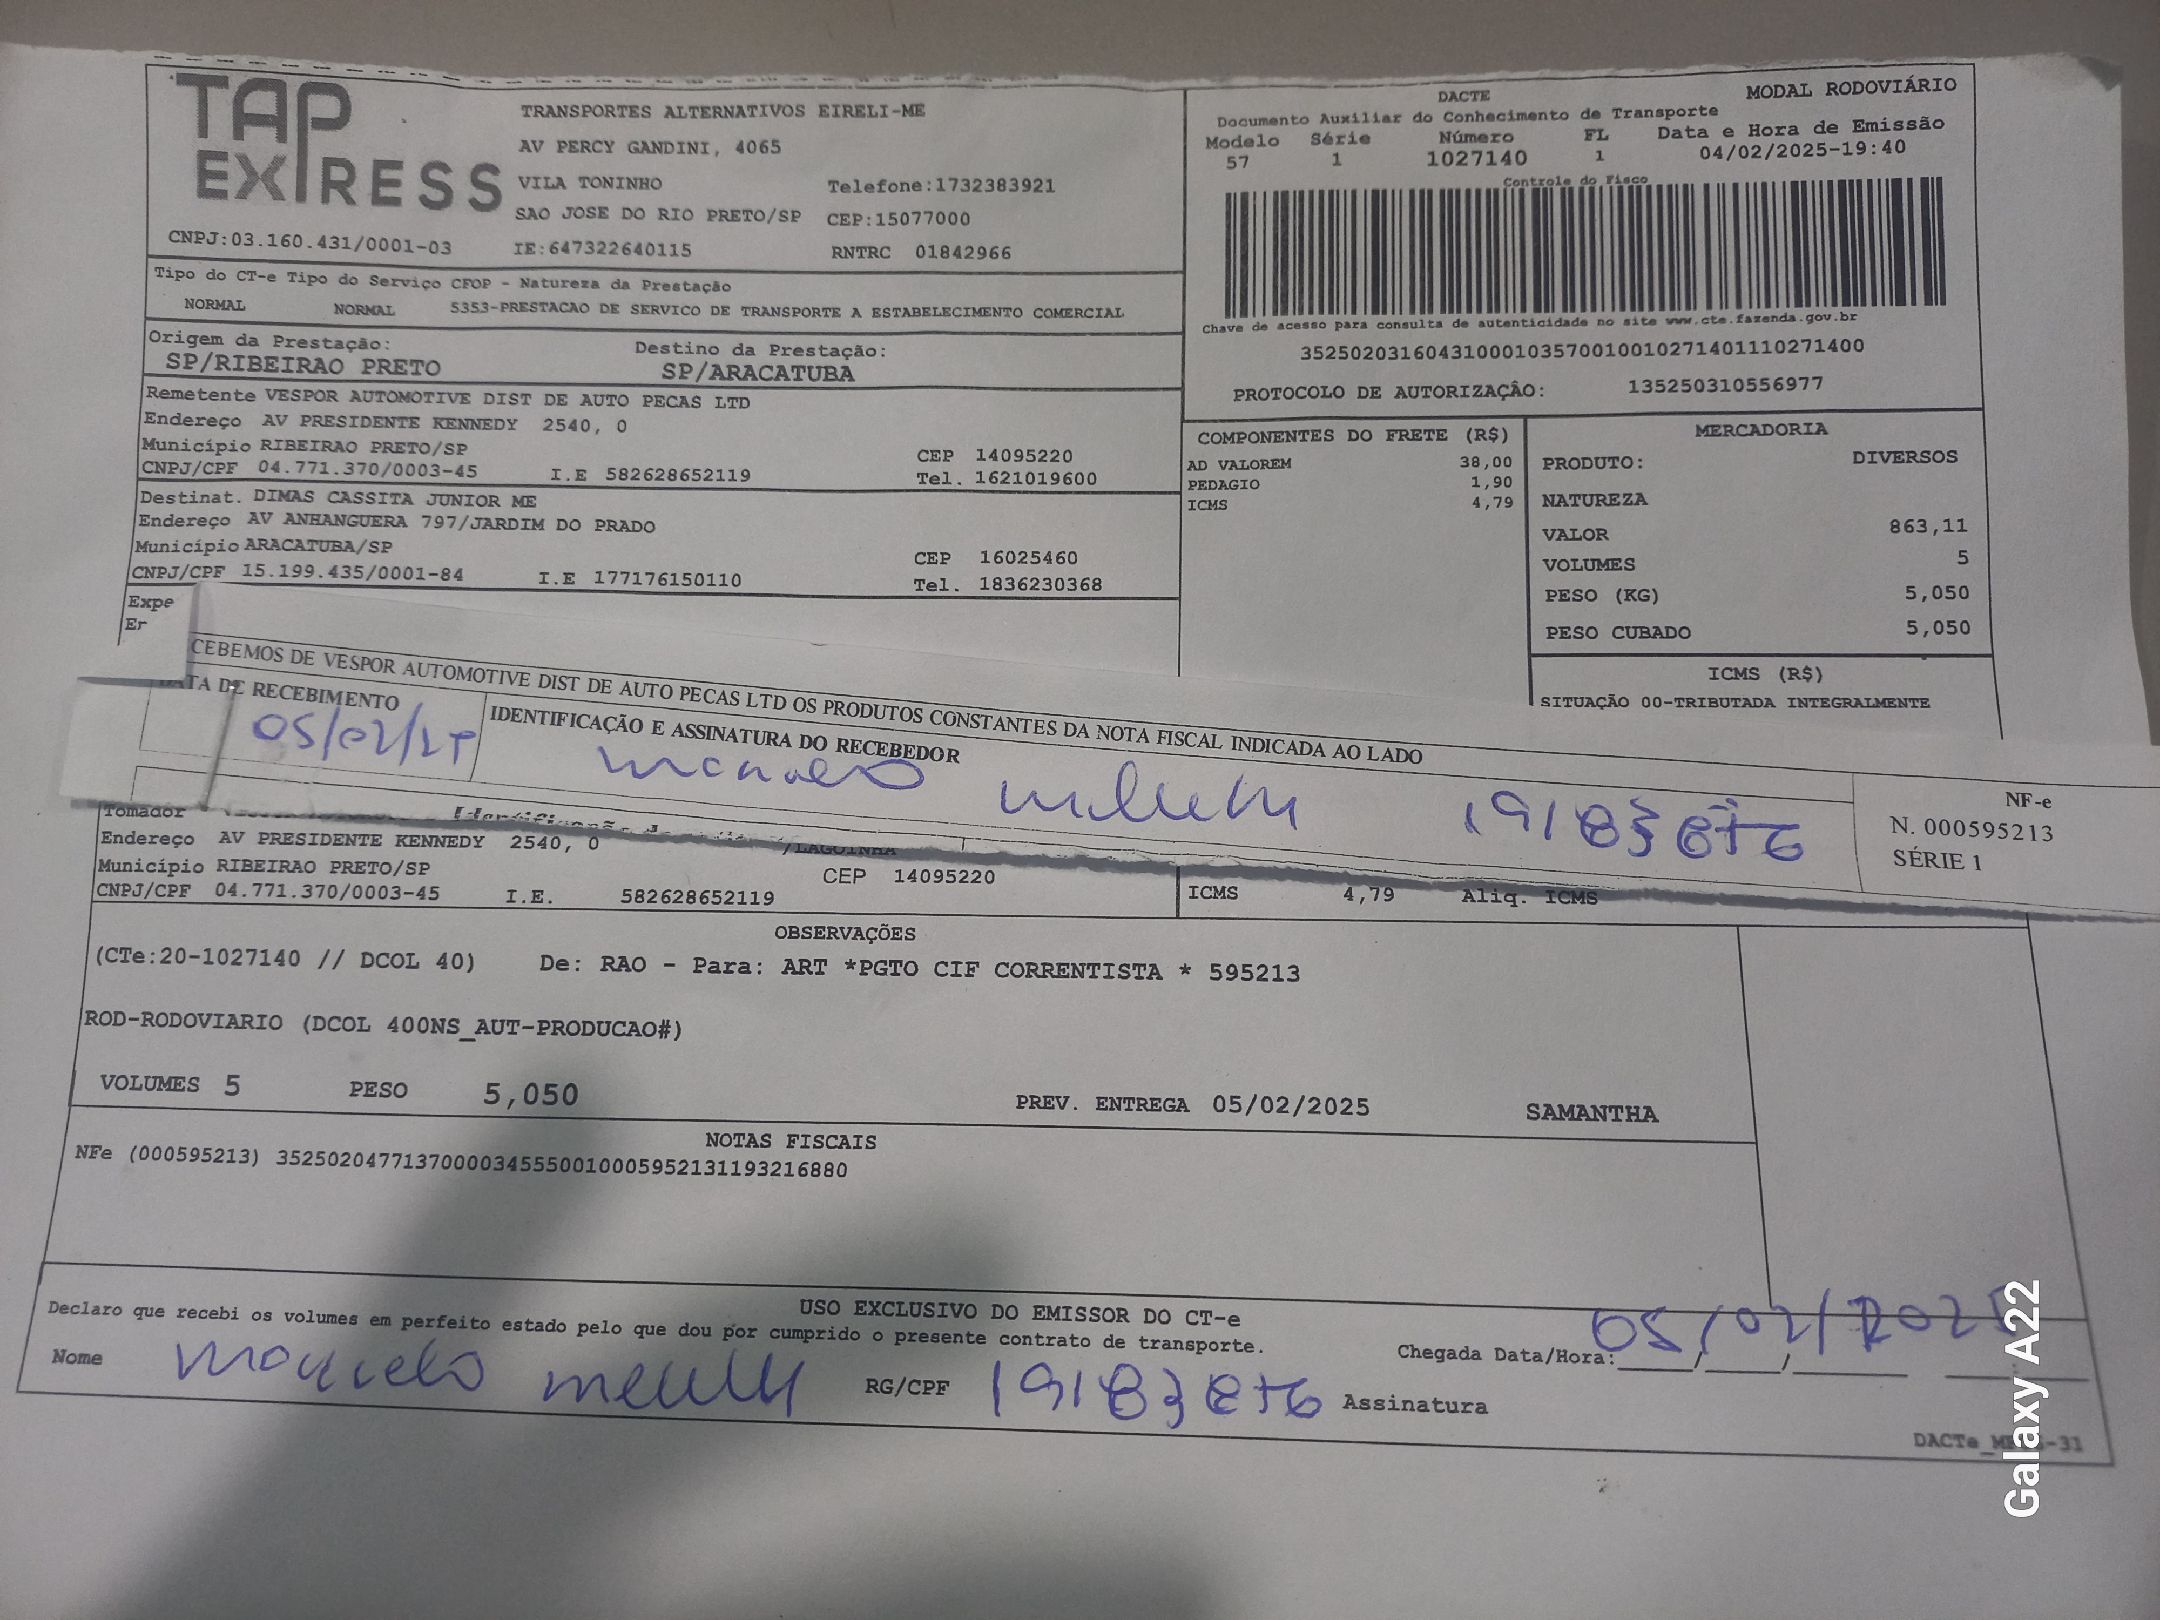 TAP EXPRESS
TRANSPORTES ALTERNATIVOS EIRELI-ME
AV PERCY GANDINI, 4065
VILA TONINHO Telefone:1732383921
SAO JOSE DO RIO PRETO/SP CEP:15077000
CNPJ:03.160.431/0001-03 IE:647322640115 RNTRC 01842966
DACTE MODAL RODOVIÁRIO
Documento Auxiliar do Conhecimento de Transporte
Modelo Série Número FL Data e Hora de Emissão
57 1 1027140 1 04/02/2025-19:40
Controle do Fisco
Chave de acesso para consulta de autenticidade no site www.cte.fazenda.gov.br
35250203160431000103570010010271401110271400
PROTOCOLO DE AUTORIZAÇÂO: 135250310556977
Tipo do CT-e Tipo do Serviço CFOP - Natureza da Prestação
NORMAL NORMAL 5353-PRESTACAO DE SERVICO DE TRANSPORTE A ESTABELECIMENTO COMERCIAL
Origem da Prestação: Destino da Prestação:
SP/RIBEIRAO PRETO SP/ARACATUBA
Remetente VESPOR AUTOMOTIVE DIST DE AUTO PECAS LTD
Endereço AV PRESIDENTE KENNEDY 2540, 0
Município RIBEIRAO PRETO/SP CEP 14095220
CNPJ/CPF 04.771.370/0003-45 I.E 582628652119 Tel. 1621019600
Destinat. DIMAS CASSITA JUNIOR ME
Endereço AV ANHANGUERA 797/JARDIM DO PRADO
Município ARACATUBA/SP CEP 16025460
CNPJ/CPF 15.199.435/0001-84 I.E 177176150110 Tel. 1836230368
Expe
Er
COMPONENTES DO FRETE (R$)
AD VALOREM 38,00
PEDAGIO 1,90
ICMS 4,79
MERCADORIA
PRODUTO: DIVERSOS
NATUREZA
VALOR 863,11
VOLUMES 5
PESO (KG) 5,050
PESO CUBADO 5,050
ICMS (R$)
SITUAÇÃO 00-TRIBUTADA INTEGRALMENTE
CEBEMOS DE VESPOR AUTOMOTIVE DIST DE AUTO PECAS LTD OS PRODUTOS CONSTANTES DA NOTA FISCAL INDICADA AO LADO
DATA DE RECEBIMENTO IDENTIFICAÇÃO E ASSINATURA DO RECEBEDOR
05/02/25
NF-e
N. 000595213
SÉRIE 1
Tomador
/LAGOINHA
Endereço AV PRESIDENTE KENNEDY 2540, 0
Município RIBEIRAO PRETO/SP CEP 14095220
CNPJ/CPF 04.771.370/0003-45 I.E. 582628652119
ICMS 4,79 Aliq. ICMS
OBSERVAÇÕES
(CTe:20-1027140 // DCOL 40) De: RAO - Para: ART *PGTO CIF CORRENTISTA * 595213
ROD-RODOVIARIO (DCOL 400NS_AUT-PRODUCAO#)
VOLUMES 5 PESO 5,050 PREV. ENTREGA 05/02/2025 SAMANTHA
NOTAS FISCAIS
NFe (000595213) 35250204771370000345550010005952131193216880
USO EXCLUSIVO DO EMISSOR DO CT-e
Declaro que recebi os volumes em perfeito estado pelo que dou por cumprido o presente contrato de transporte.
Chegada Data/Hora: 05/02/2025
Nome RG/CPF Assinatura
Galaxy A22